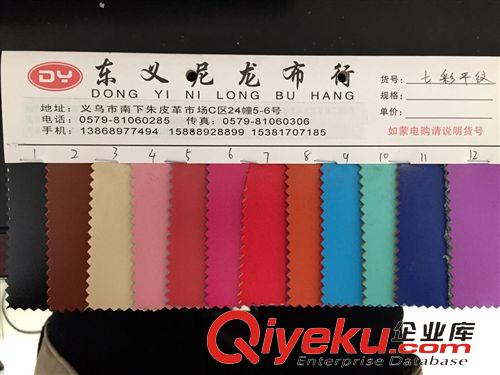 DY 东义尼龙布行
DONG YI NI LONG BU HANG
地址：义乌市南下朱皮革市场C区24幢5-6号
电话：0579-81060285 传真：0579-81060306
手机：13868977494 15888928899 15381707185
货号：七彩平纹
规格：
单价：
如蒙电购请说明货号
1 2 3 4 5 6 7 8 9 10 11 12
Qiyeku.com 企业库
Enterprise Database